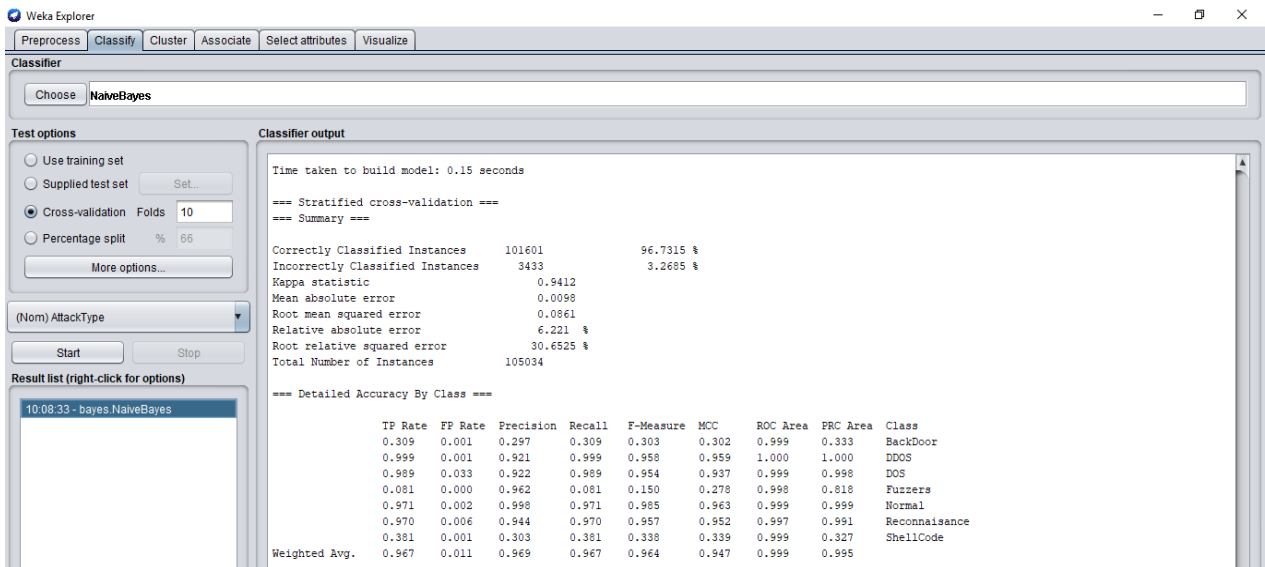 Weka Explorer
Preprocess Classify Cluster Associate Select attributes Visualize
Classifier
Choose NaiveBayes
Test options
Use training set
Supplied test set Set...
Cross-validation Folds 10
Percentage split % 66
More options...
(Nom) AttackType
Start Stop
Result list (right-click for options)
10:08:33 - bayes.NaiveBayes
Classifier output
Time taken to build model: 0.15 seconds
=== Stratified cross-validation ===
=== Summary ===
Correctly Classified Instances 101601 96.7315 %
Incorrectly Classified Instances 3433 3.2685 %
Kappa statistic 0.9412
Mean absolute error 0.0098
Root mean squared error 0.0861
Relative absolute error 6.221 %
Root relative squared error 30.6525 %
Total Number of Instances 105034
=== Detailed Accuracy By Class ===
TP Rate FP Rate Precision Recall F-Measure MCC ROC Area PRC Area Class
0.309 0.001 0.297 0.309 0.303 0.302 0.999 0.333 BackDoor
0.999 0.001 0.921 0.999 0.958 0.959 1.000 1.000 DDOS
0.989 0.033 0.922 0.989 0.954 0.937 0.999 0.998 DOS
0.081 0.000 0.962 0.081 0.150 0.278 0.998 0.818 Fuzzers
0.971 0.002 0.998 0.971 0.985 0.963 0.999 0.999 Normal
0.970 0.006 0.944 0.970 0.957 0.952 0.997 0.991 Reconnaisance
0.381 0.001 0.303 0.381 0.338 0.339 0.999 0.327 ShellCode
Weighted Avg. 0.967 0.011 0.969 0.967 0.964 0.947 0.999 0.995